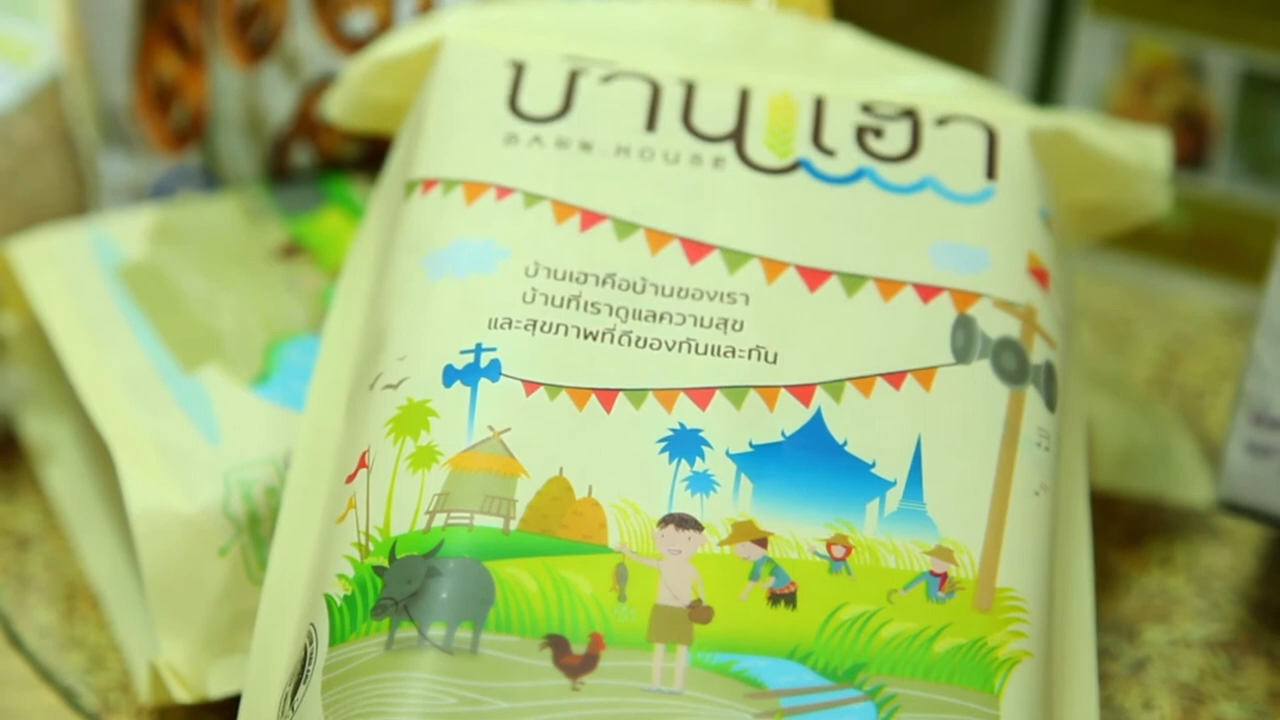 บ้านเฮา
BARN:HOUSE
บ้านเฮาคือบ้านของเรา
บ้านที่เราดูแลความสุข
และสุขภาพที่ดีของกันและกัน